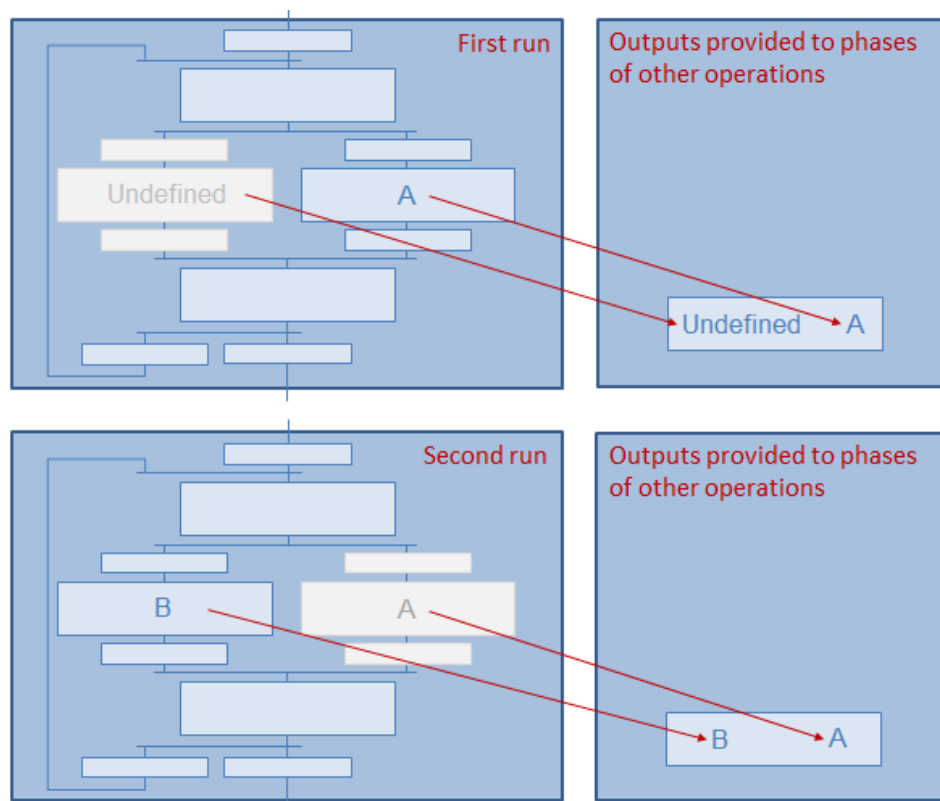 First run
Outputs provided to phases
of other operations
Undefined
A
Undefined A
Second run
Outputs provided to phases
of other operations
B
A
B A